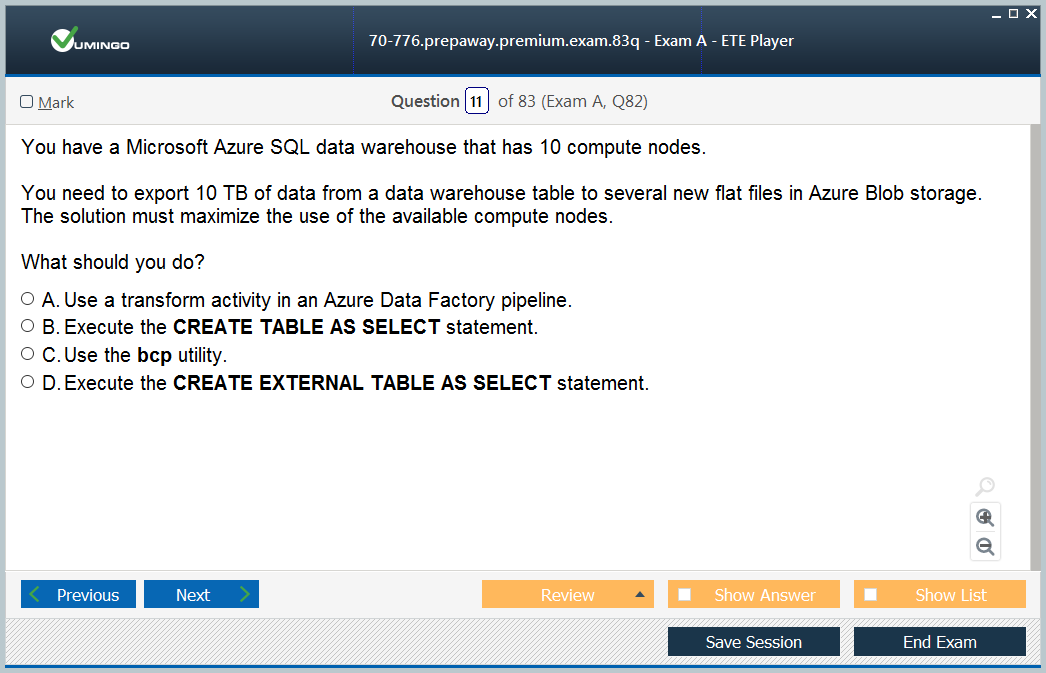 VUMINGO
70-776.prepaway.premium.exam.83q - Exam A - ETE Player
Mark
Question 11 of 83 (Exam A, Q82)
You have a Microsoft Azure SQL data warehouse that has 10 compute nodes.
You need to export 10 TB of data from a data warehouse table to several new flat files in Azure Blob storage.
The solution must maximize the use of the available compute nodes.
What should you do?
A. Use a transform activity in an Azure Data Factory pipeline.
B. Execute the CREATE TABLE AS SELECT statement.
C. Use the bcp utility.
D. Execute the CREATE EXTERNAL TABLE AS SELECT statement.
Previous
Next
Review
Show Answer
Show List
Save Session
End Exam